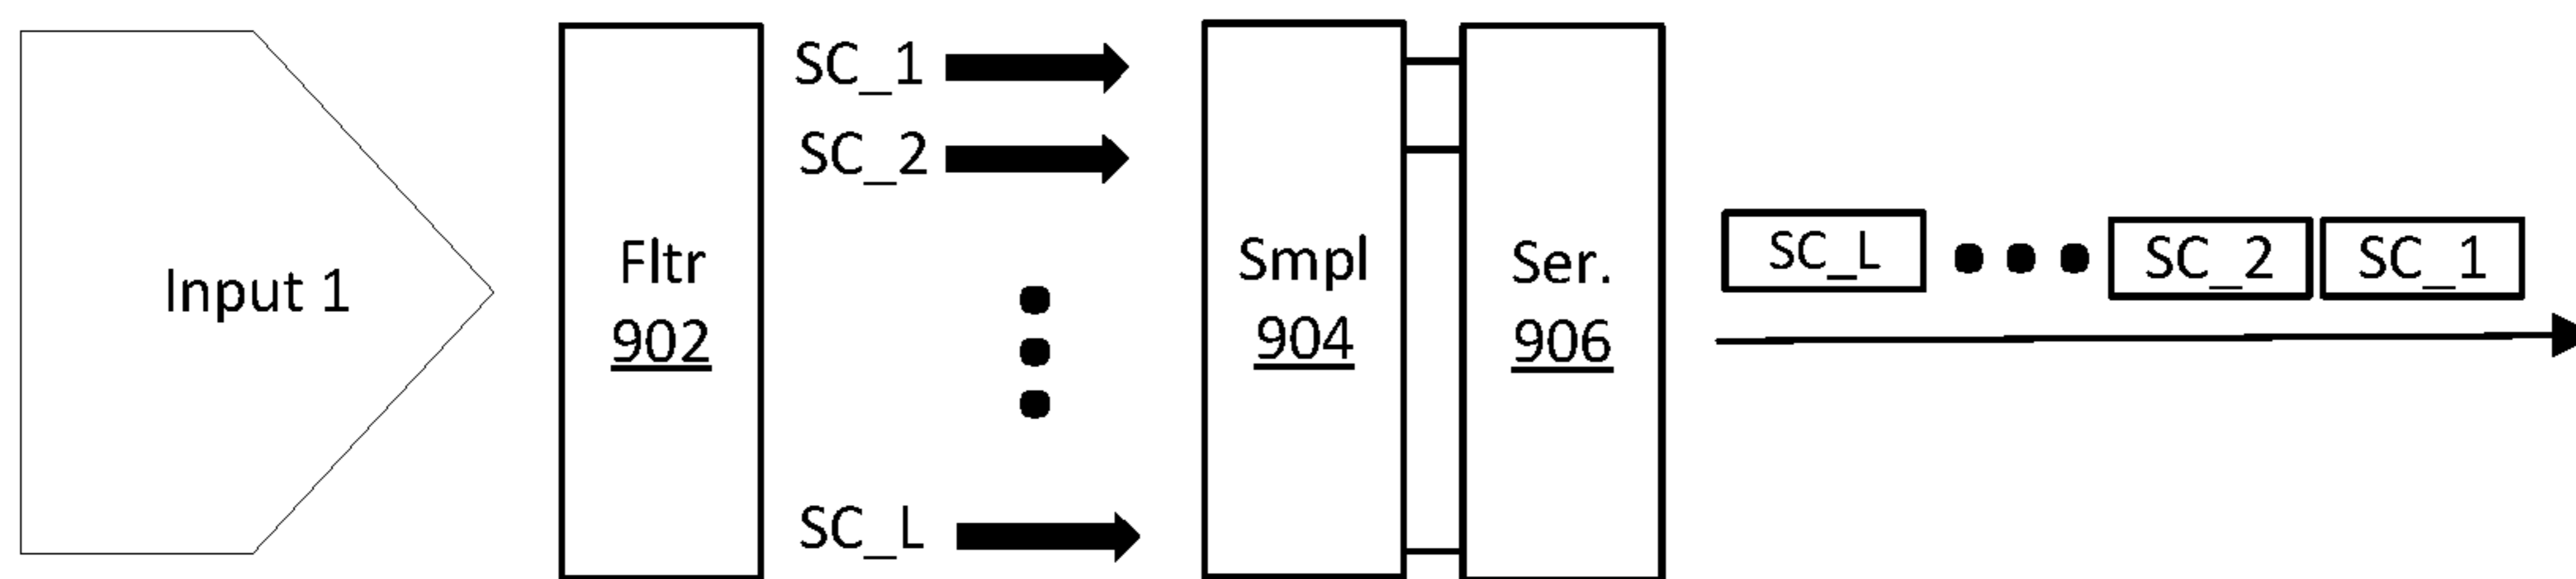 Input 1
Fltr
902
SC_1
SC_2
SC_L
Smpl
904
Ser.
906
SC_L
SC_2
SC_1